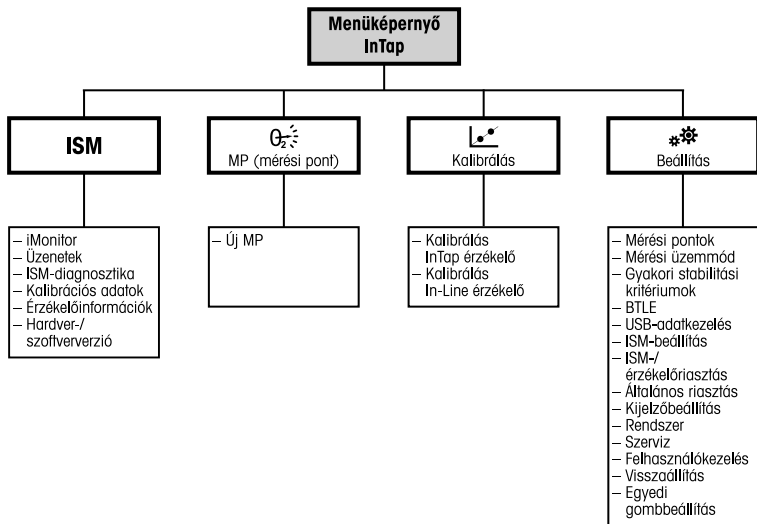 Menüképernyő
InTap
ISM
– iMonitor
– Üzenetek
– ISM-diagnosztika
– Kalibrációs adatok
– Érzékelőinformációk
– Hardver-/
szoftververzió
O₂
MP (mérési pont)
– Új MP
Kalibrálás
– Kalibrálás
InTap érzékelő
– Kalibrálás
In-Line érzékelő
Beállítás
– Mérési pontok
– Mérési üzemmód
– Gyakori stabilitási
kritériumok
– BTLE
– USB-adatkezelés
– ISM-beállítás
– ISM-/
érzékelőriasztás
– Általános riasztás
– Kijelzőbeállítás
– Rendszer
– Szerviz
– Felhasználókezelés
– Visszaállítás
– Egyedi
gombbeállítás